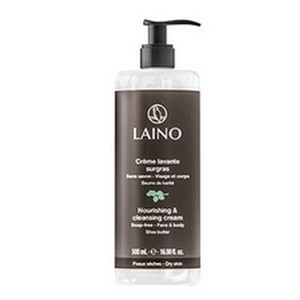 LAINO
Crème lavante
surgras
Sans savon - Visage et corps
Beurre de karité
Nourishing &
cleansing cream
Soap-free - Face & body
Shea butter
500 mL - e - 16.90 fl. oz.
Peaux sèches - Dry skin